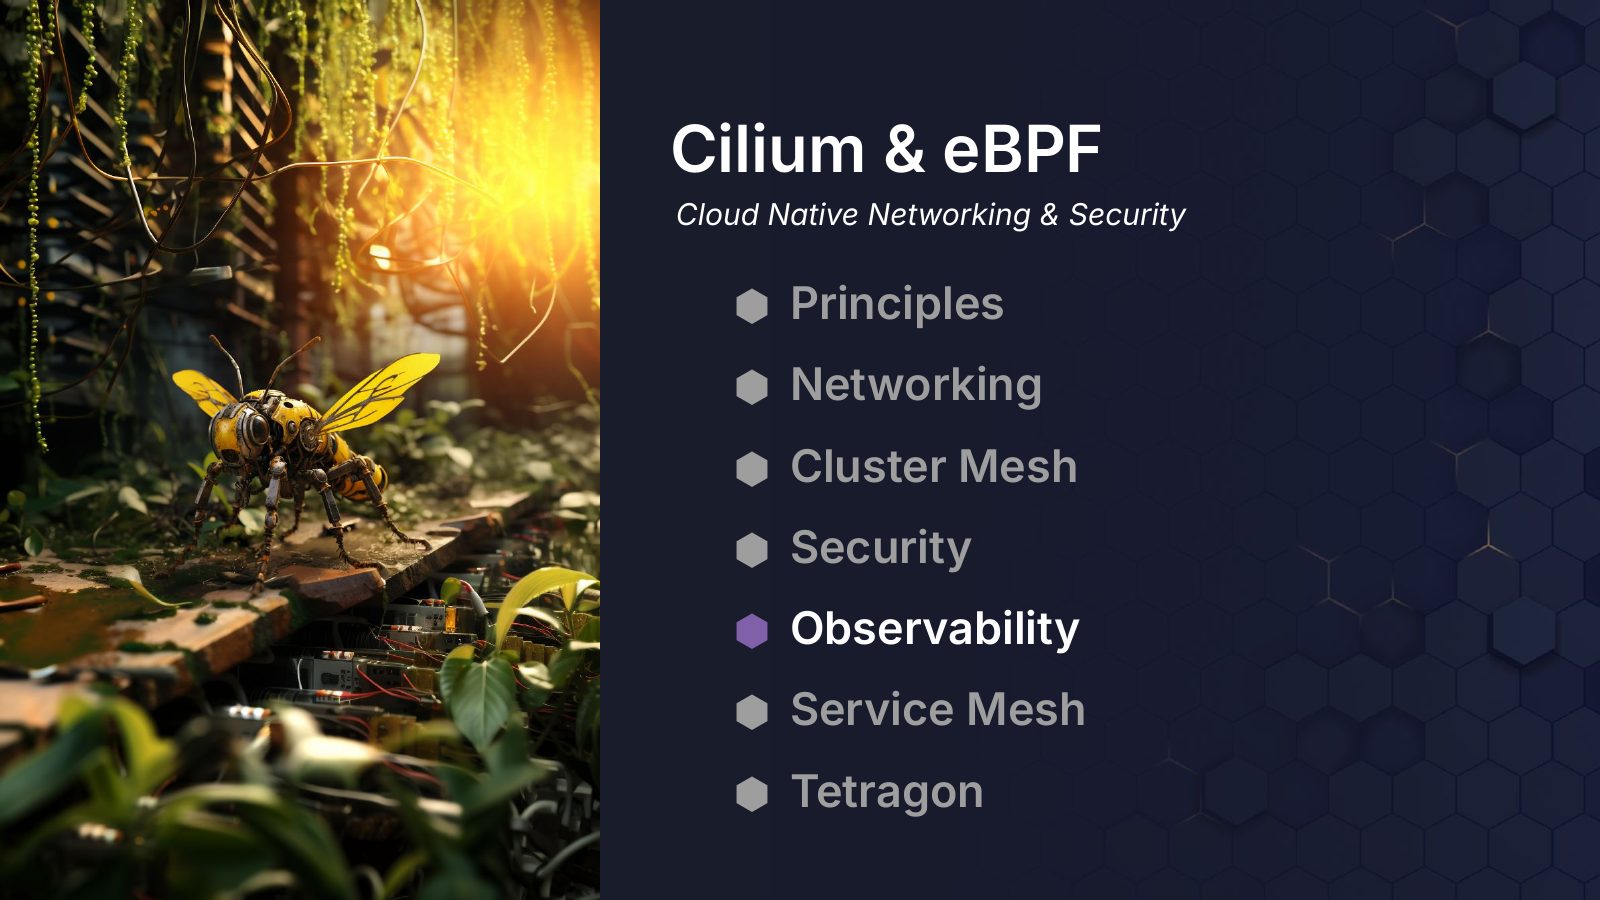 Cilium & eBPF
Cloud Native Networking & Security
Principles
Networking
Cluster Mesh
Security
Observability
Service Mesh
Tetragon